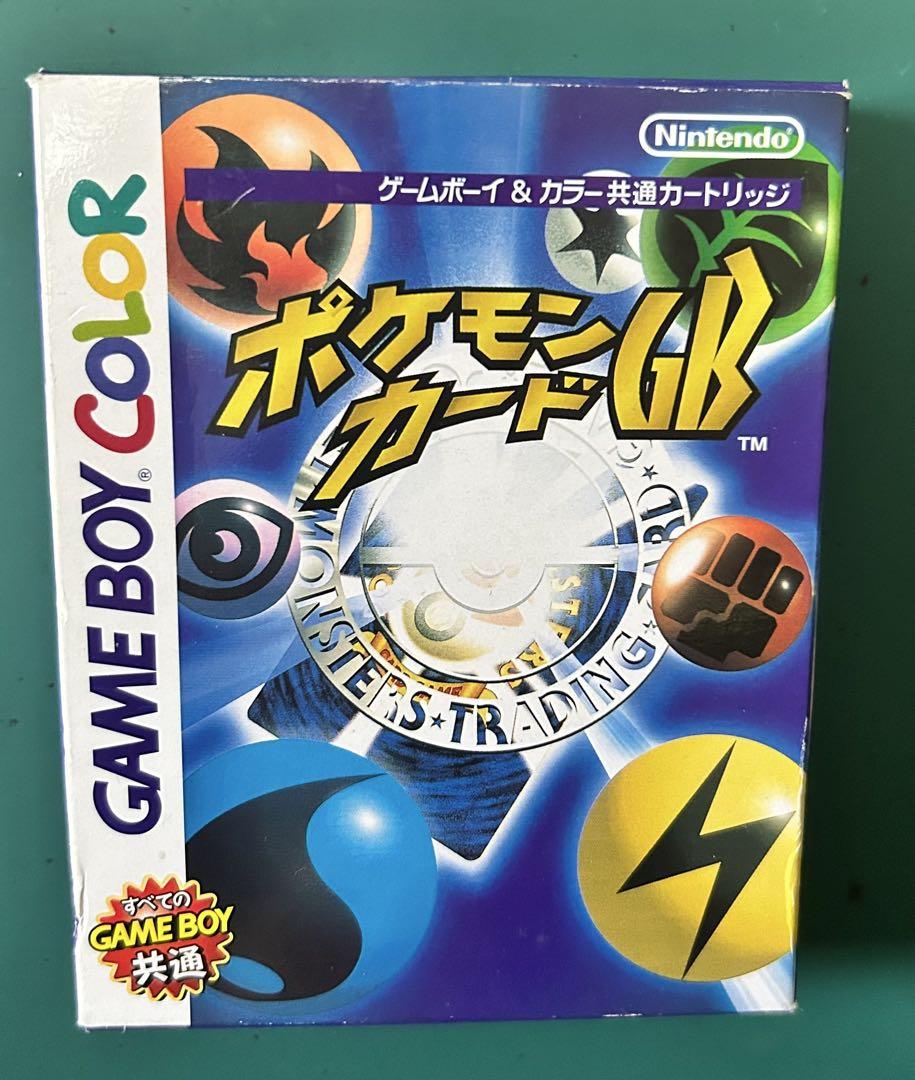 Nintendo®
ゲームボーイ & カラー共通カートリッジ
ポケモン
カードGB
TM
GAME BOY® COLOR
MONSTERS★TRADING★CARD
すべての
GAME BOY
共通